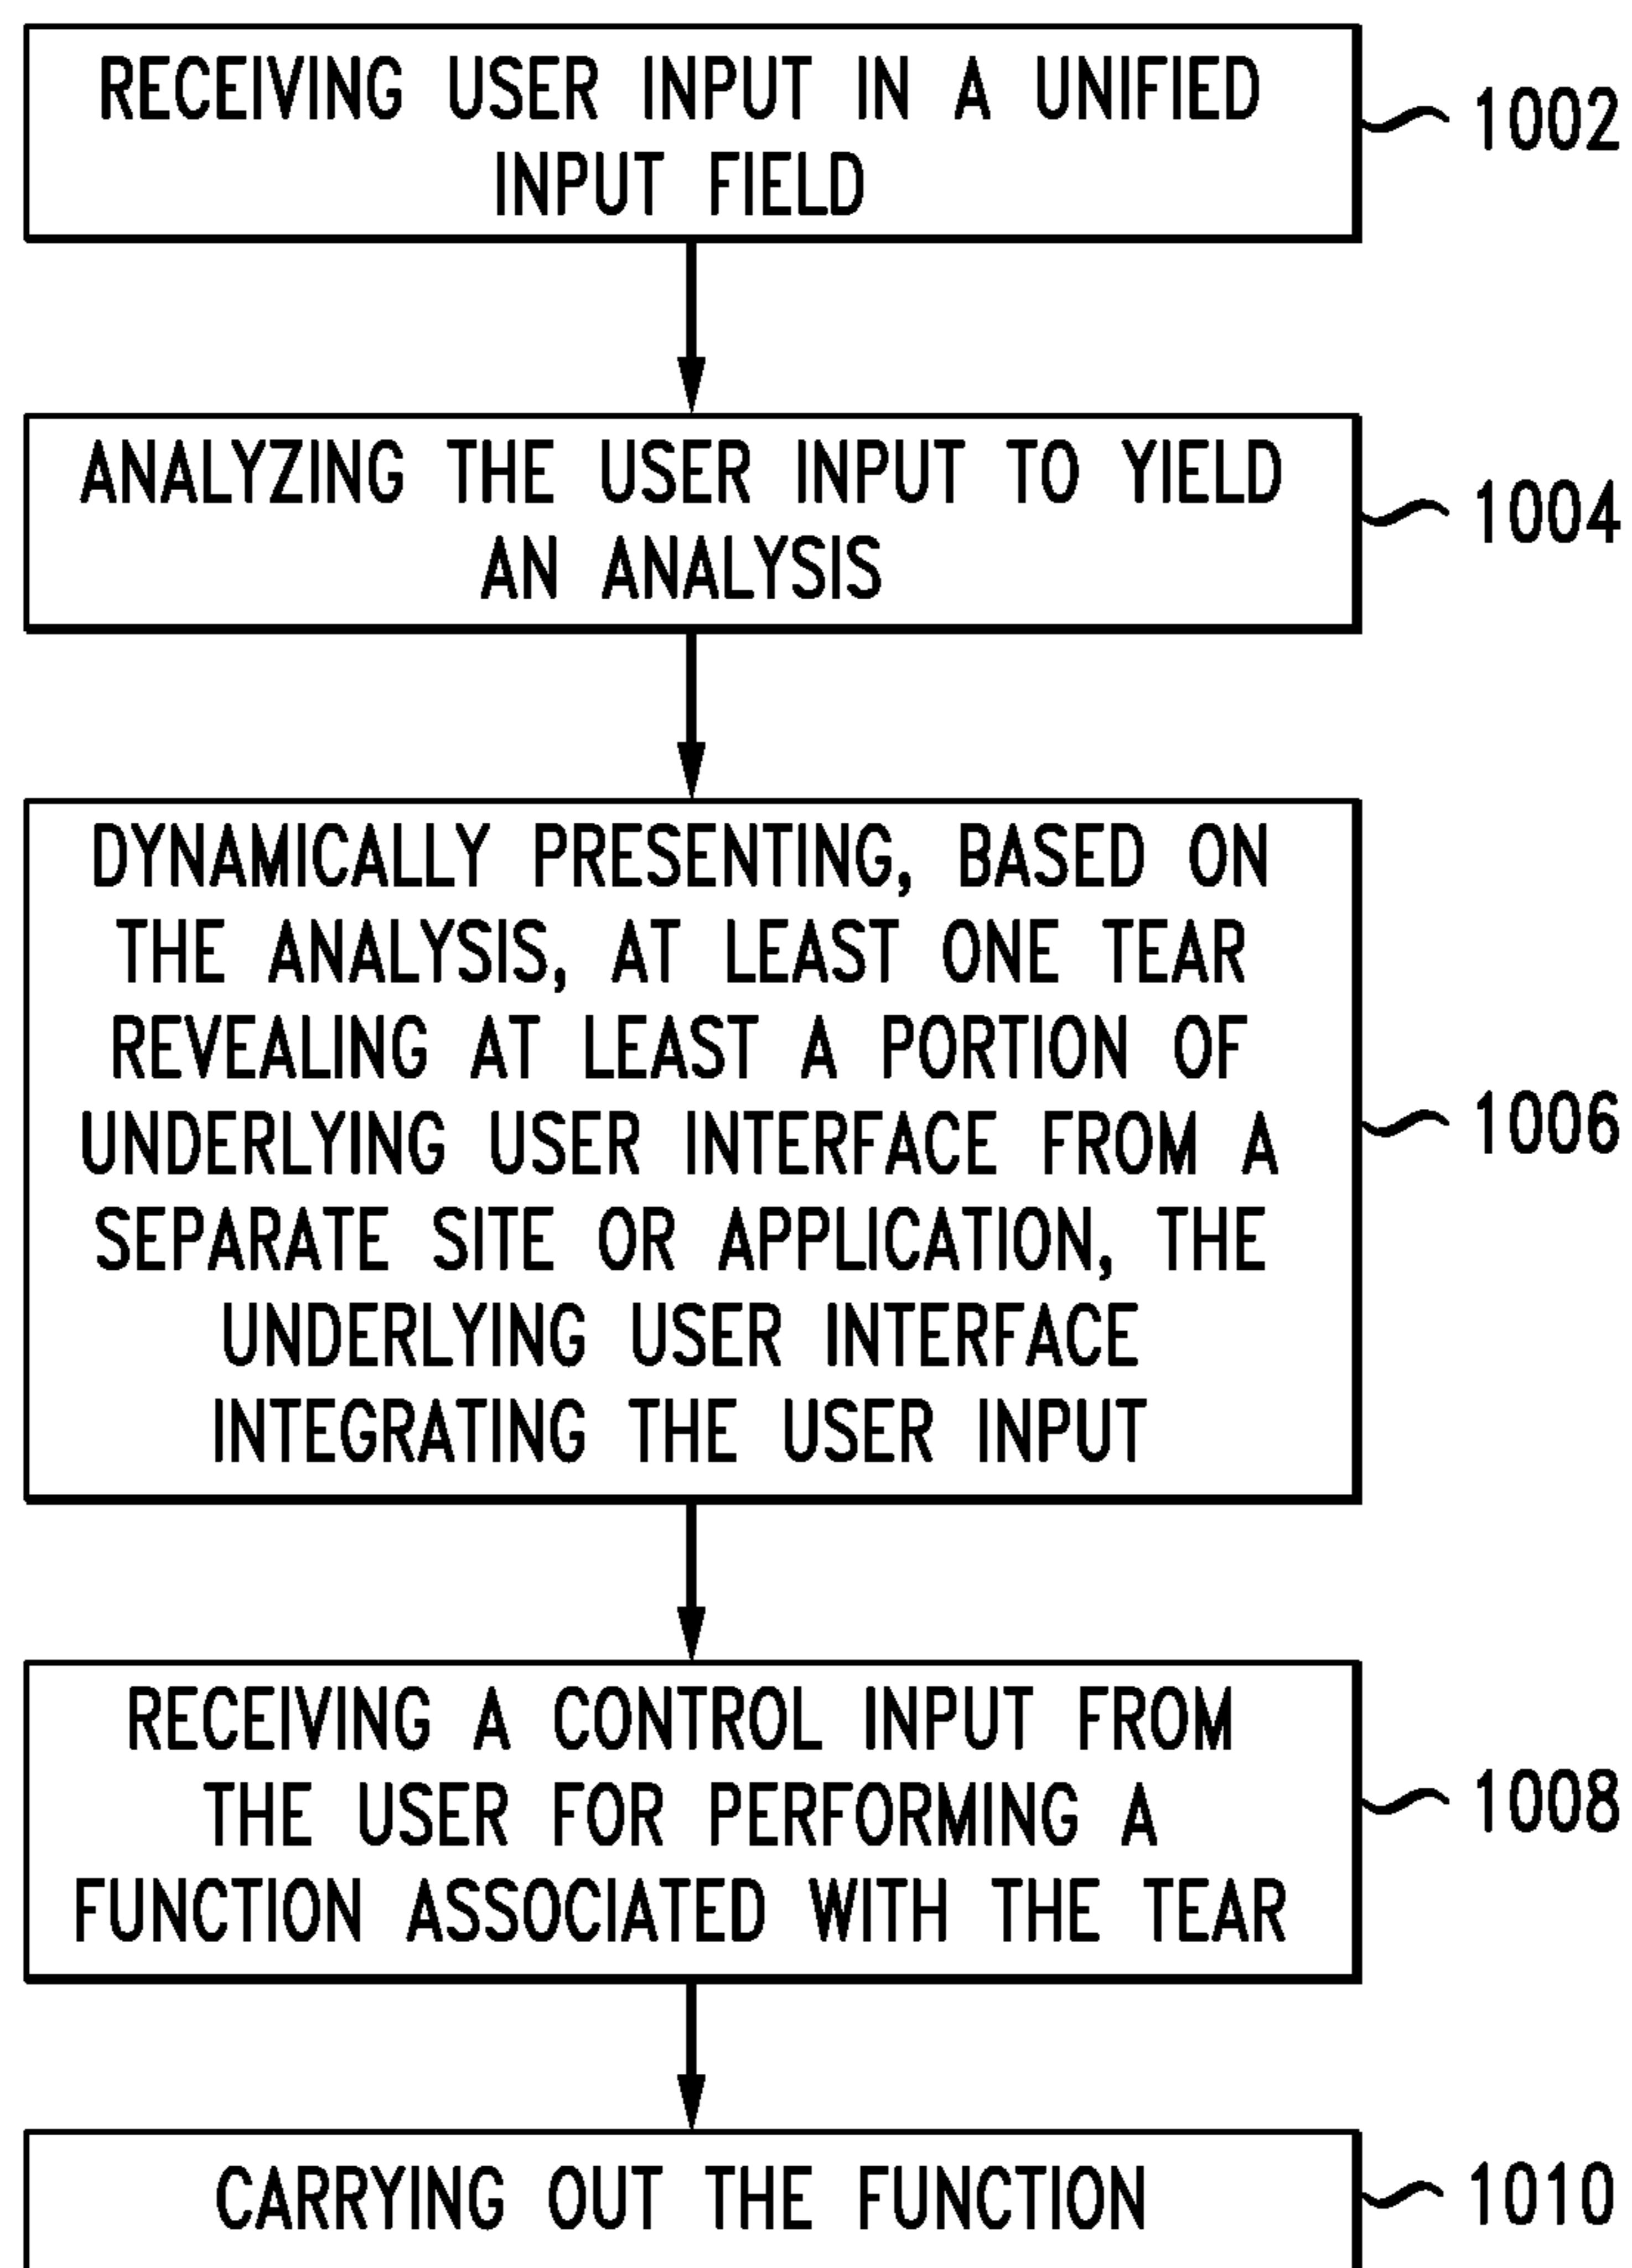 RECEIVING USER INPUT IN A UNIFIED
INPUT FIELD
1002
ANALYZING THE USER INPUT TO YIELD
AN ANALYSIS
1004
DYNAMICALLY PRESENTING, BASED ON
THE ANALYSIS, AT LEAST ONE TEAR
REVEALING AT LEAST A PORTION OF
UNDERLYING USER INTERFACE FROM A
SEPARATE SITE OR APPLICATION, THE
UNDERLYING USER INTERFACE
INTEGRATING THE USER INPUT
1006
RECEIVING A CONTROL INPUT FROM
THE USER FOR PERFORMING A
FUNCTION ASSOCIATED WITH THE TEAR
1008
CARRYING OUT THE FUNCTION
1010